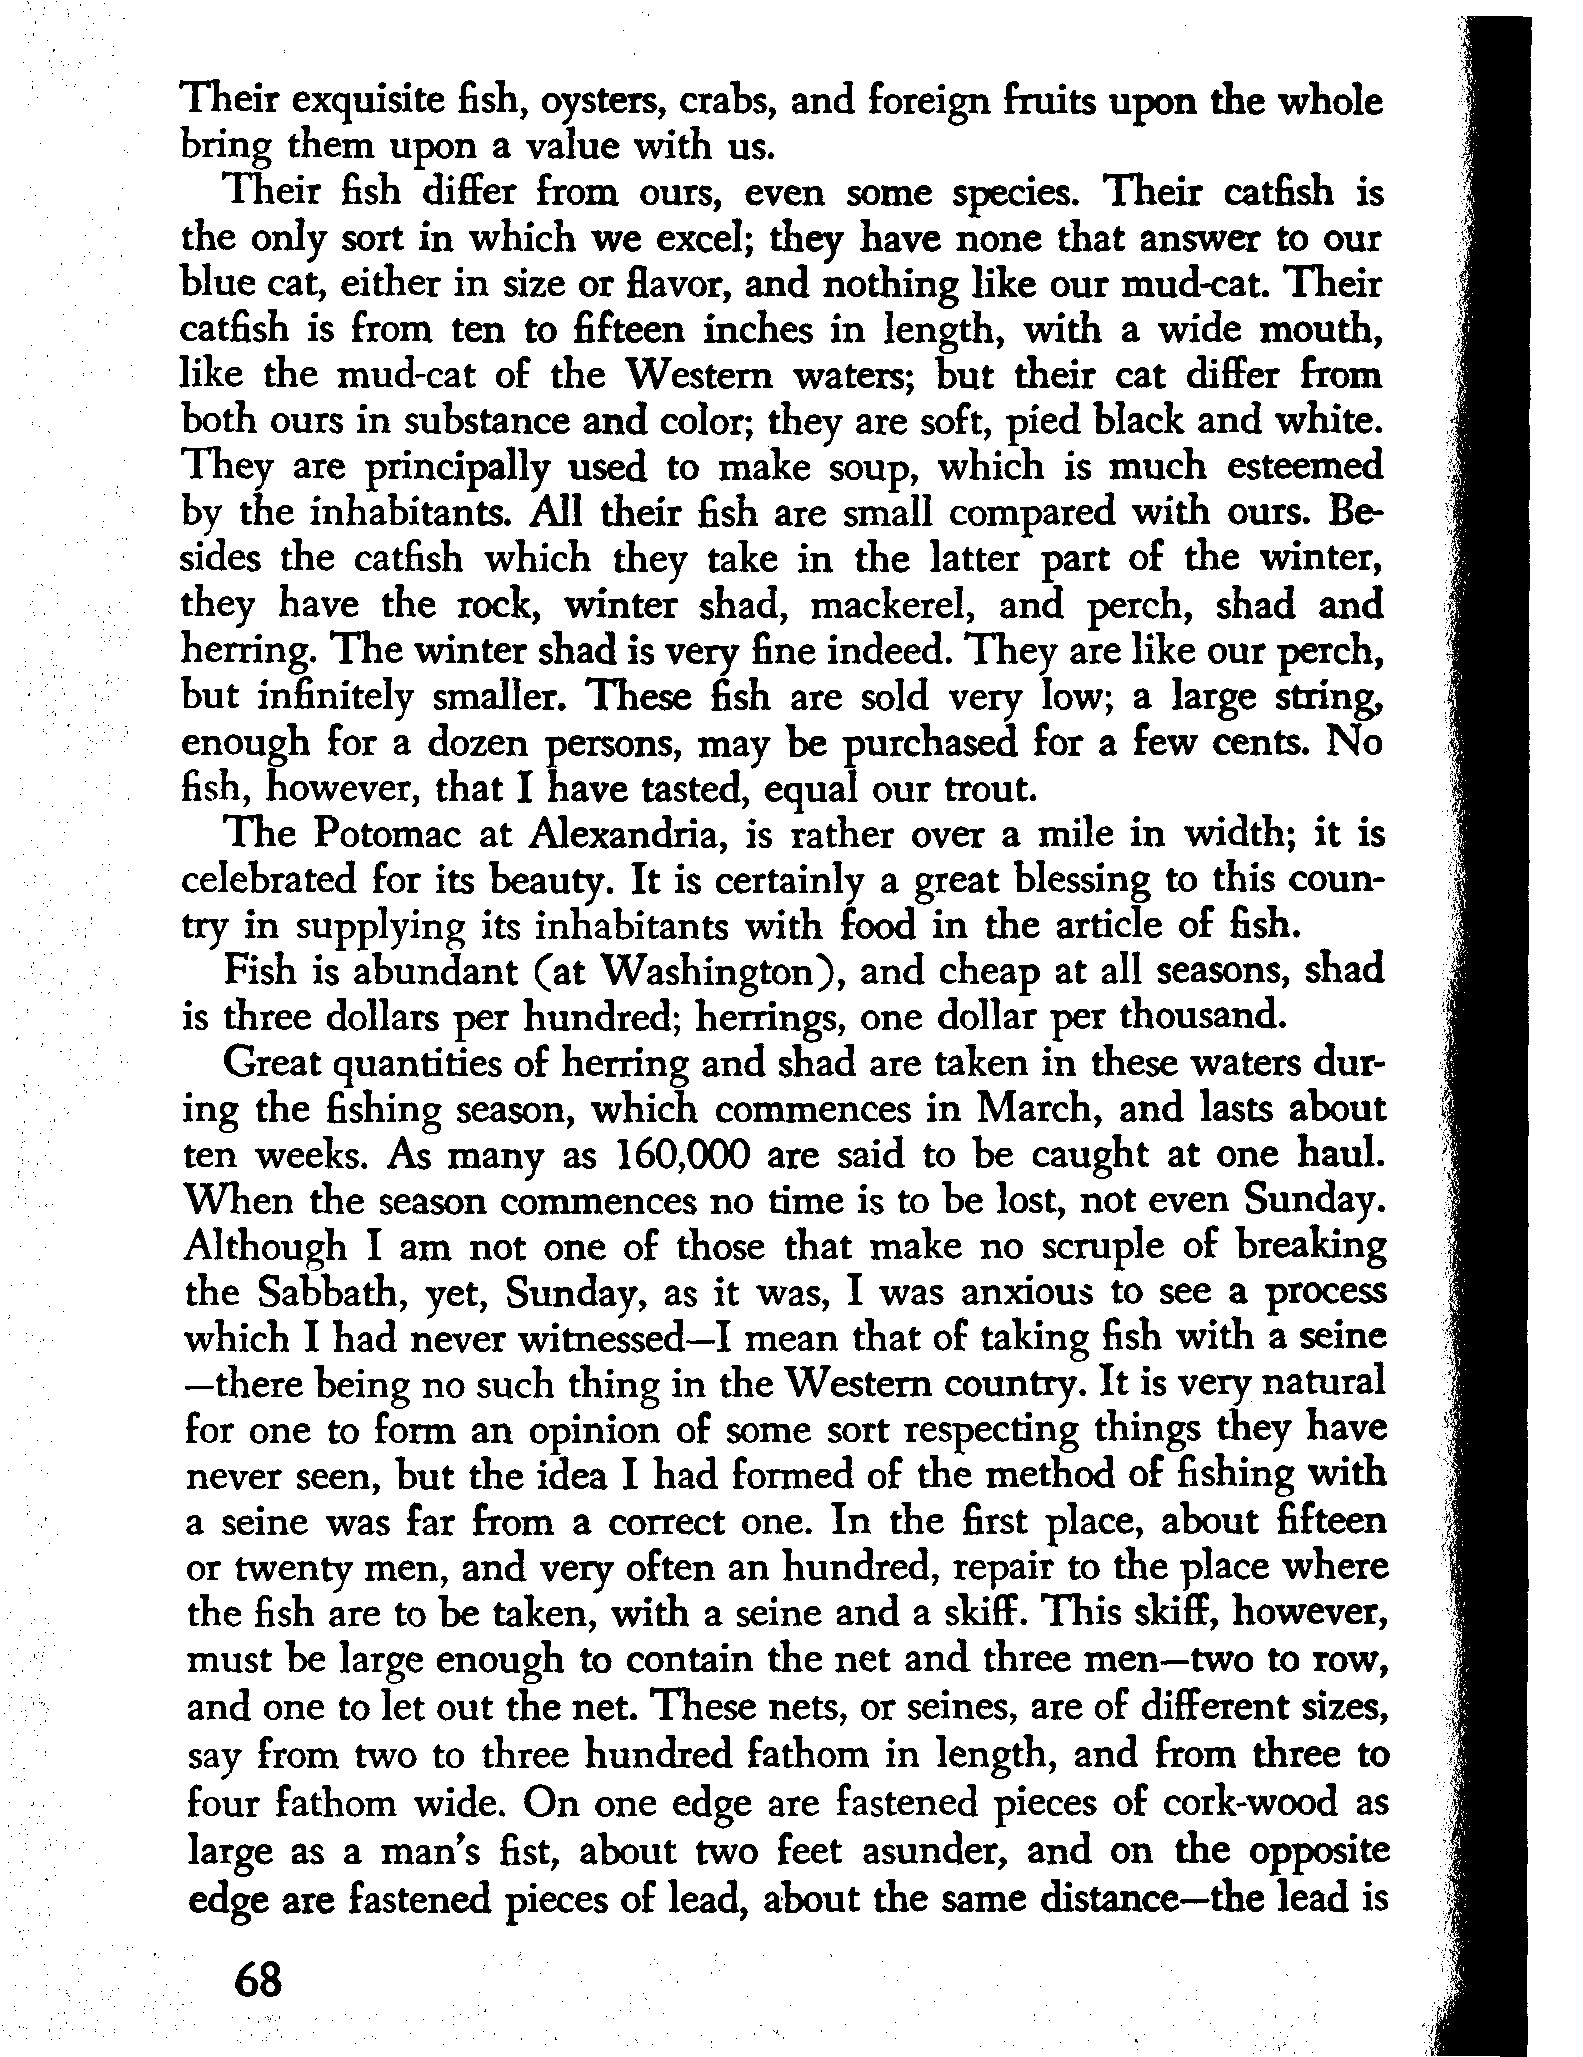 Their exquisite fish, oysters, crabs, and foreign fruits upon the whole
bring them upon a value with us.
Their fish differ from ours, even some species. Their catfish is
the only sort in which we excel; they have none that answer to our
blue cat, either in size or flavor, and nothing like our mud-cat. Their
catfish is from ten to fifteen inches in length, with a wide mouth,
like the mud-cat of the Western waters; but their cat differ from
both ours in substance and color; they are soft, pied black and white.
They are principally used to make soup, which is much esteemed
by the inhabitants. All their fish are small compared with ours. Be-
sides the catfish which they take in the latter part of the winter,
they have the rock, winter shad, mackerel, and perch, shad and
herring. The winter shad is very fine indeed. They are like our perch,
but infinitely smaller. These fish are sold very low; a large string,
enough for a dozen persons, may be purchased for a few cents. No
fish, however, that I have tasted, equal our trout.
The Potomac at Alexandria, is rather over a mile in width; it is
celebrated for its beauty. It is certainly a great blessing to this coun-
try in supplying its inhabitants with food in the article of fish.
Fish is abundant (at Washington), and cheap at all seasons, shad
is three dollars per hundred; herrings, one dollar per thousand.
Great quantities of herring and shad are taken in these waters dur-
ing the fishing season, which commences in March, and lasts about
ten weeks. As many as 160,000 are said to be caught at one haul.
When the season commences no time is to be lost, not even Sunday.
Although I am not one of those that make no scruple of breaking
the Sabbath, yet, Sunday, as it was, I was anxious to see a process
which I had never witnessed—I mean that of taking fish with a seine
—there being no such thing in the Western country. It is very natural
for one to form an opinion of some sort respecting things they have
never seen, but the idea I had formed of the method of fishing with
a seine was far from a correct one. In the first place, about fifteen
or twenty men, and very often an hundred, repair to the place where
the fish are to be taken, with a seine and a skiff. This skiff, however,
must be large enough to contain the net and three men—two to row,
and one to let out the net. These nets, or seines, are of different sizes,
say from two to three hundred fathom in length, and from three to
four fathom wide. On one edge are fastened pieces of cork-wood as
large as a man's fist, about two feet asunder, and on the opposite
edge are fastened pieces of lead, about the same distance—the lead is
68